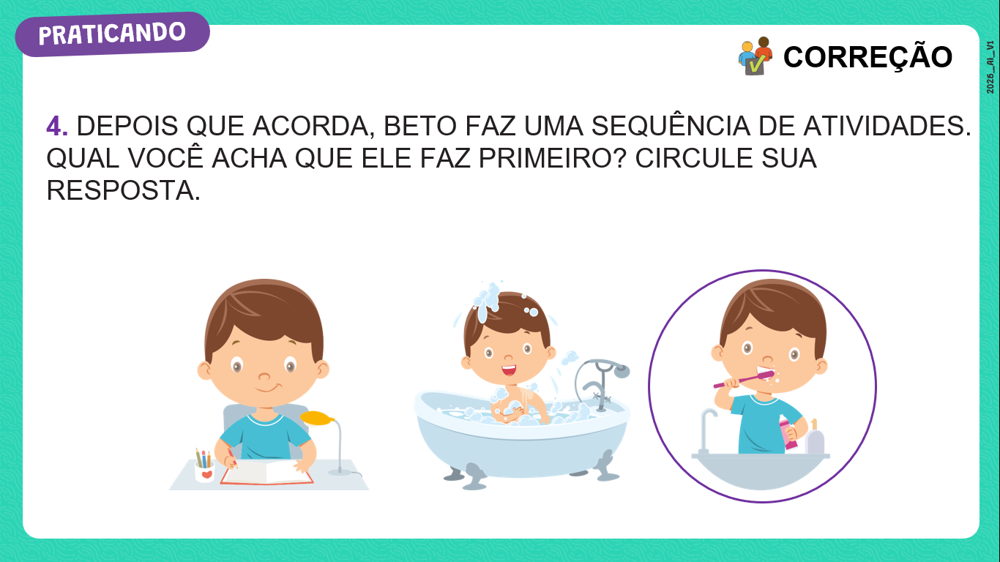 PRATICANDO
CORREÇÃO
2026_AI_V1
4. DEPOIS QUE ACORDA, BETO FAZ UMA SEQUÊNCIA DE ATIVIDADES.
QUAL VOCÊ ACHA QUE ELE FAZ PRIMEIRO? CIRCULE SUA
RESPOSTA.